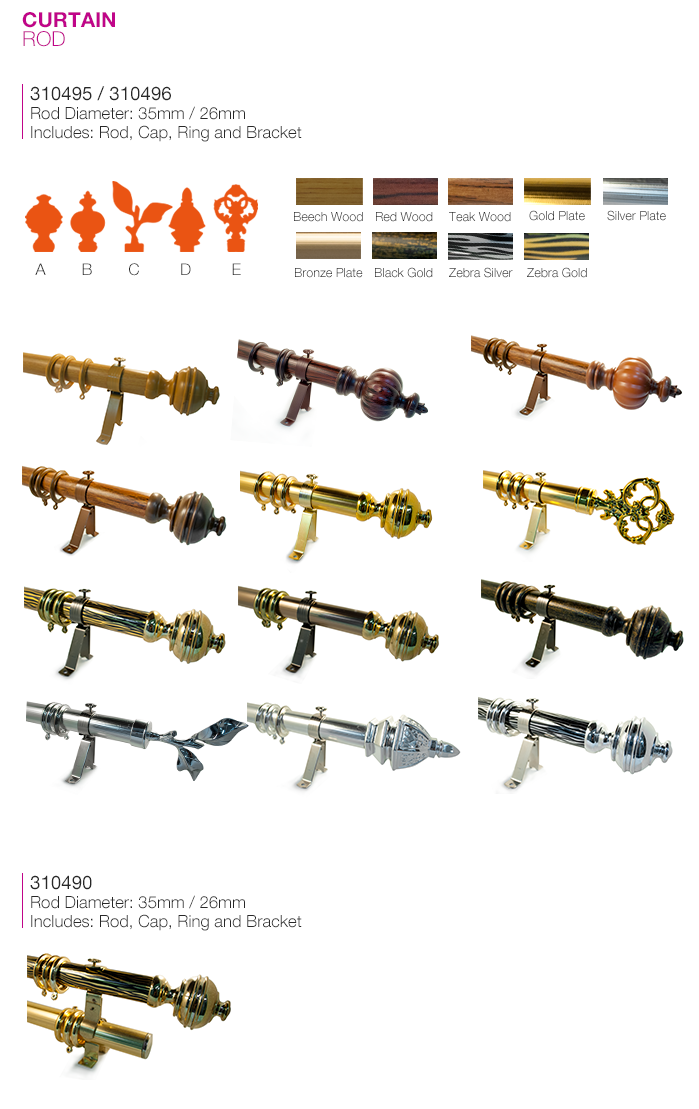 CURTAIN
ROD
310495 / 310496
Rod Diameter: 35mm / 26mm
Includes: Rod, Cap, Ring and Bracket
A B C D E
Beech Wood Red Wood Teak Wood Gold Plate Silver Plate
Bronze Plate Black Gold Zebra Silver Zebra Gold
310490
Rod Diameter: 35mm / 26mm
Includes: Rod, Cap, Ring and Bracket